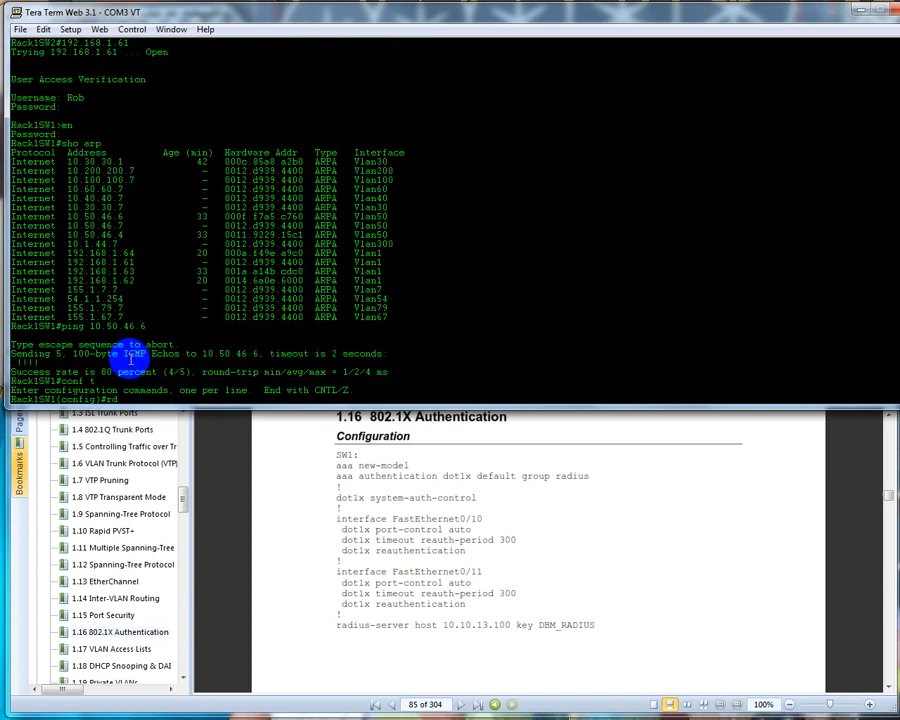 Tera Term Web 3.1 - COM3 VT
File Edit Setup Web Control Window Help
Rack1SW2#192.168.1.61
Trying 192.168.1.61 ... Open
User Access Verification
Username: Rob
Password:
Rack1SW1>en
Password:
Rack1SW1#sho arp
Protocol Address Age (min) Hardware Addr Type Interface
Internet 10.30.30.1 42 000c.85a8.a2b0 ARPA Vlan30
Internet 10.200.200.7 - 0012.d939.4400 ARPA Vlan200
Internet 10.100.100.7 - 0012.d939.4400 ARPA Vlan100
Internet 10.60.60.7 - 0012.d939.4400 ARPA Vlan60
Internet 10.40.40.7 - 0012.d939.4400 ARPA Vlan40
Internet 10.30.30.7 - 0012.d939.4400 ARPA Vlan30
Internet 10.50.46.6 33 000f.f7a5.c760 ARPA Vlan50
Internet 10.50.46.7 - 0012.d939.4400 ARPA Vlan50
Internet 10.50.46.4 33 0011.9229.15c1 ARPA Vlan50
Internet 10.1.44.7 - 0012.d939.4400 ARPA Vlan300
Internet 192.168.1.64 20 000a.f49e.a9c0 ARPA Vlan1
Internet 192.168.1.61 - 0012.d939.4400 ARPA Vlan1
Internet 192.168.1.63 33 001a.a14b.cdc0 ARPA Vlan1
Internet 192.168.1.62 20 0014.6a0e.6000 ARPA Vlan1
Internet 155.1.7.7 - 0012.d939.4400 ARPA Vlan7
Internet 54.1.1.254 - 0012.d939.4400 ARPA Vlan54
Internet 155.1.79.7 - 0012.d939.4400 ARPA Vlan79
Internet 155.1.67.7 - 0012.d939.4400 ARPA Vlan67
Rack1SW1#ping 10.50.46.6
Type escape sequence to abort.
Sending 5, 100-byte ICMP Echos to 10.50.46.6, timeout is 2 seconds:
.!!!!
Success rate is 80 percent (4/5), round-trip min/avg/max = 1/2/4 ms
Rack1SW1#conf t
Enter configuration commands, one per line. End with CNTL/Z.
Rack1SW1(config)#rd
Bookmarks
1.3 ISL Trunk Ports
1.4 802.1Q Trunk Ports
1.5 Controlling Traffic over Tr
1.6 VLAN Trunk Protocol (VTP)
1.7 VTP Pruning
1.8 VTP Transparent Mode
1.9 Spanning-Tree Protocol
1.10 Rapid PVST+
1.11 Multiple Spanning-Tree
1.12 Spanning-Tree Protocol
1.13 EtherChannel
1.14 Inter-VLAN Routing
1.15 Port Security
1.16 802.1X Authentication
1.17 VLAN Access Lists
1.18 DHCP Snooping & DAI
1.19 Private VLANs
1.16 802.1X Authentication
Configuration
SW1:
aaa new-model
aaa authentication dot1x default group radius
!
dot1x system-auth-control
!
interface FastEthernet0/10
dot1x port-control auto
dot1x timeout reauth-period 300
dot1x reauthentication
!
interface FastEthernet0/11
dot1x port-control auto
dot1x timeout reauth-period 300
dot1x reauthentication
!
radius-server host 10.10.13.100 key DBM_RADIUS
85 of 304
100%